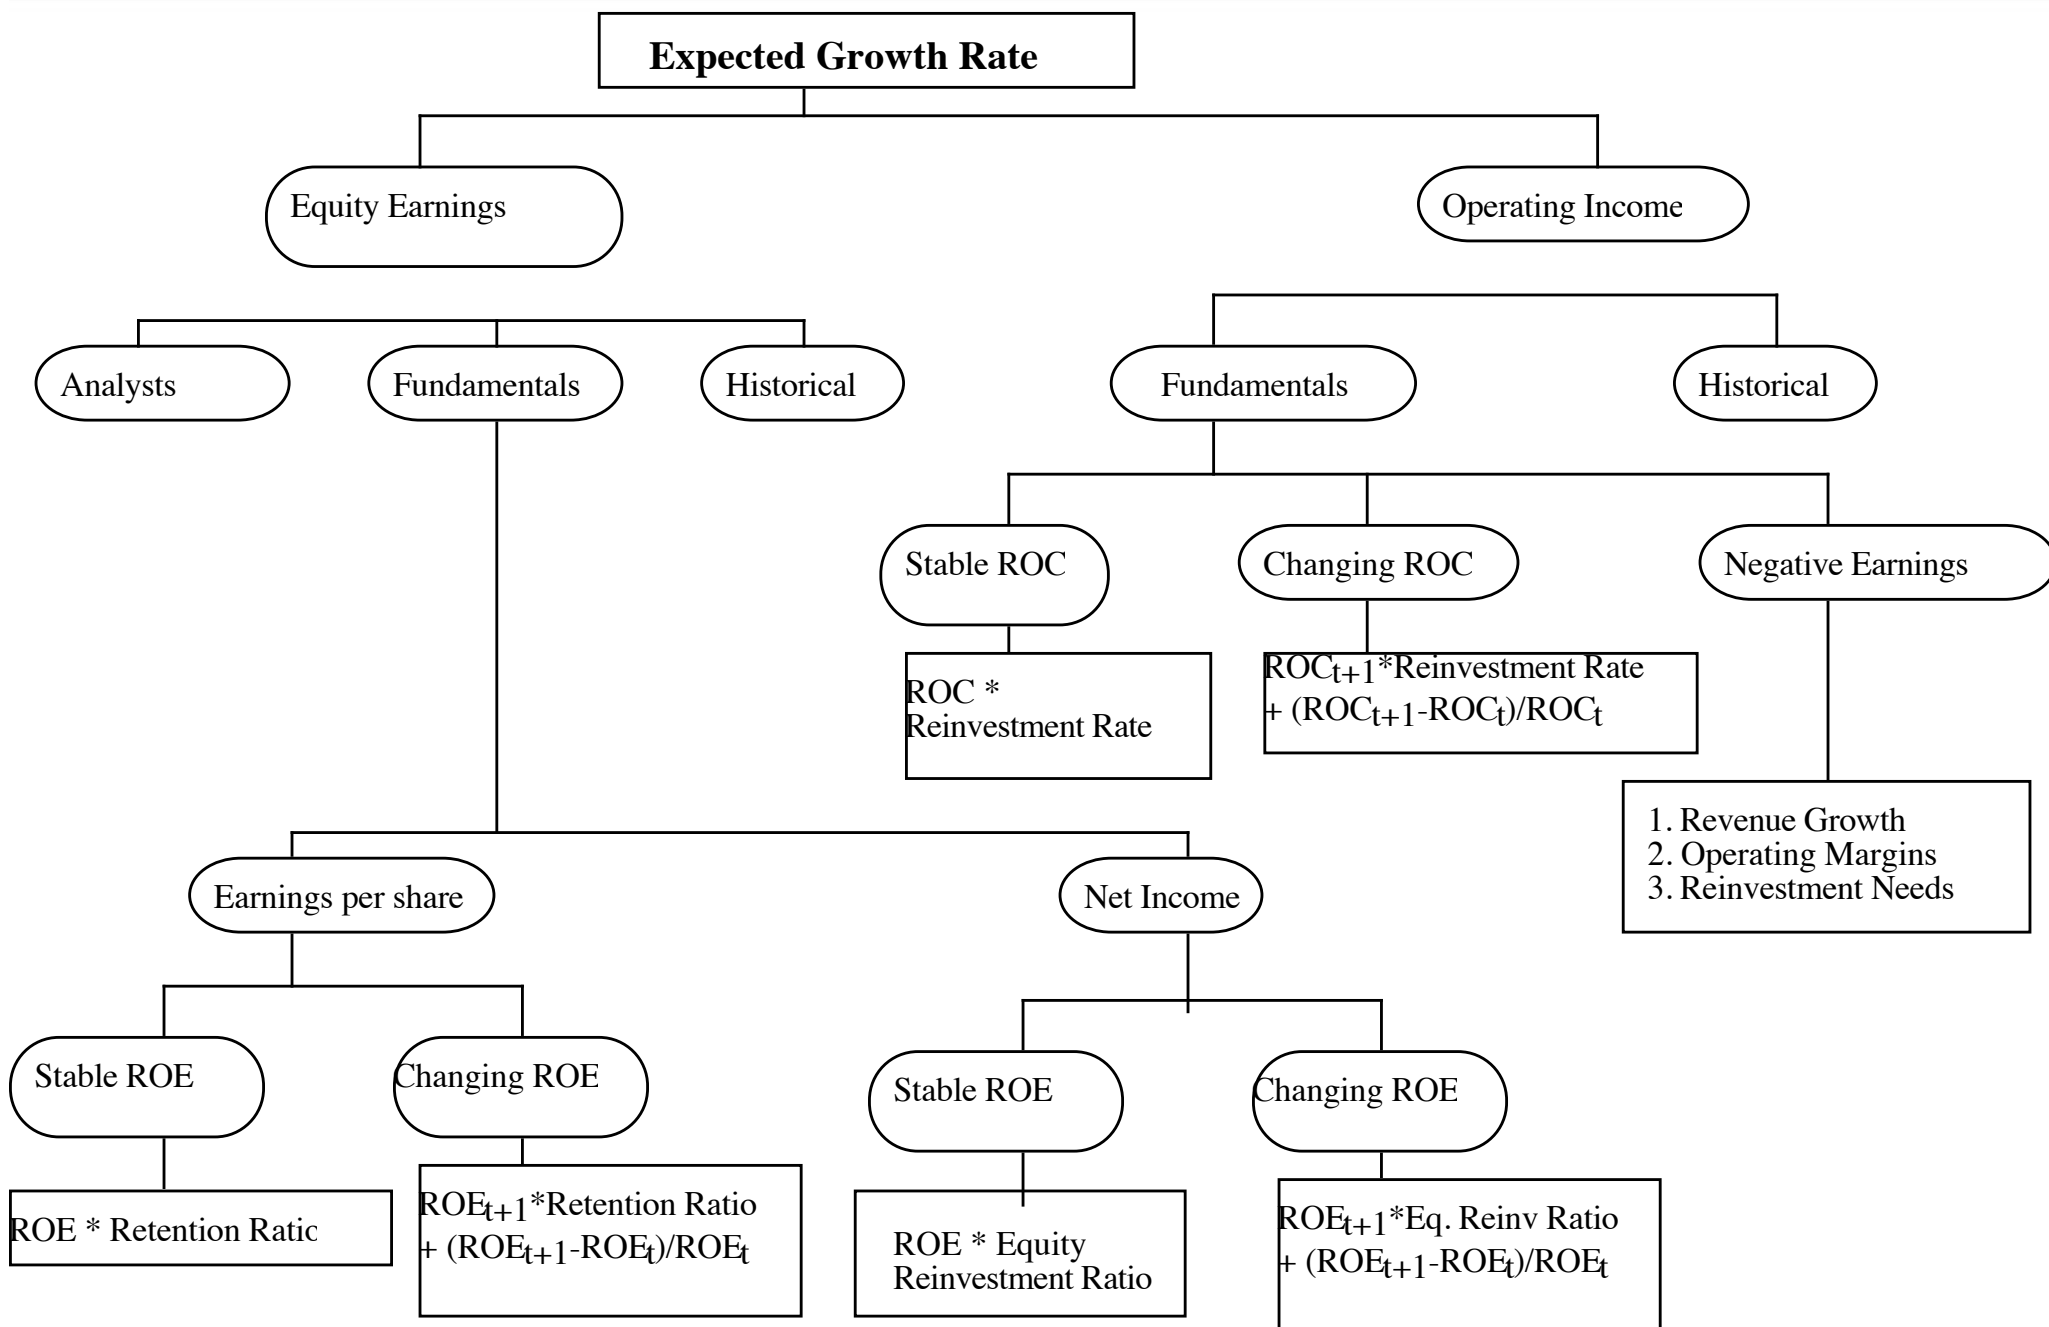 Expected Growth Rate
Equity Earnings
Operating Income
Analysts
Fundamentals
Historical
Fundamentals
Historical
Stable ROC
Changing ROC
Negative Earnings
ROC *
Reinvestment Rate
ROCt+1*Reinvestment Rate
+ (ROCt+1-ROCt)/ROCt
1. Revenue Growth
2. Operating Margins
3. Reinvestment Needs
Earnings per share
Net Income
Stable ROE
Changing ROE
Stable ROE
Changing ROE
ROE * Retention Ratio
ROEt+1*Retention Ratio
+ (ROEt+1-ROEt)/ROEt
ROE * Equity
Reinvestment Ratio
ROEt+1*Eq. Reinv Ratio
+ (ROEt+1-ROEt)/ROEt